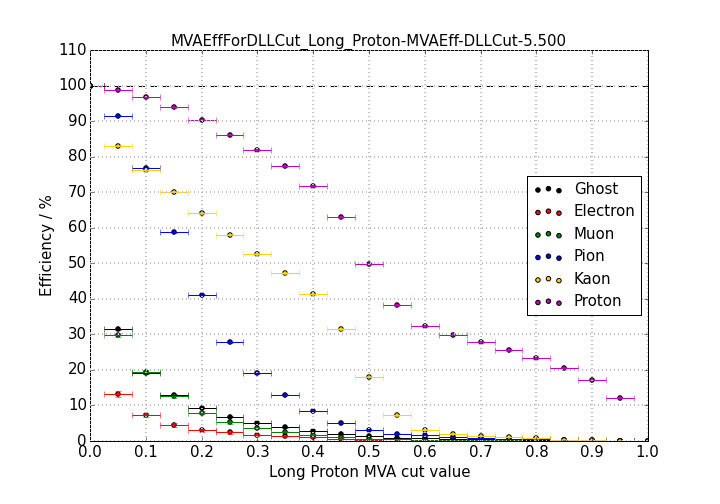 MVAEffForDLLCut_Long_Proton-MVAEff-DLLCut-5.500
110
100
90
80
70
60
50
40
30
20
10
0
Efficiency / %
Ghost
Electron
Muon
Pion
Kaon
Proton
0.0 0.1 0.2 0.3 0.4 0.5 0.6 0.7 0.8 0.9 1.0
Long Proton MVA cut value